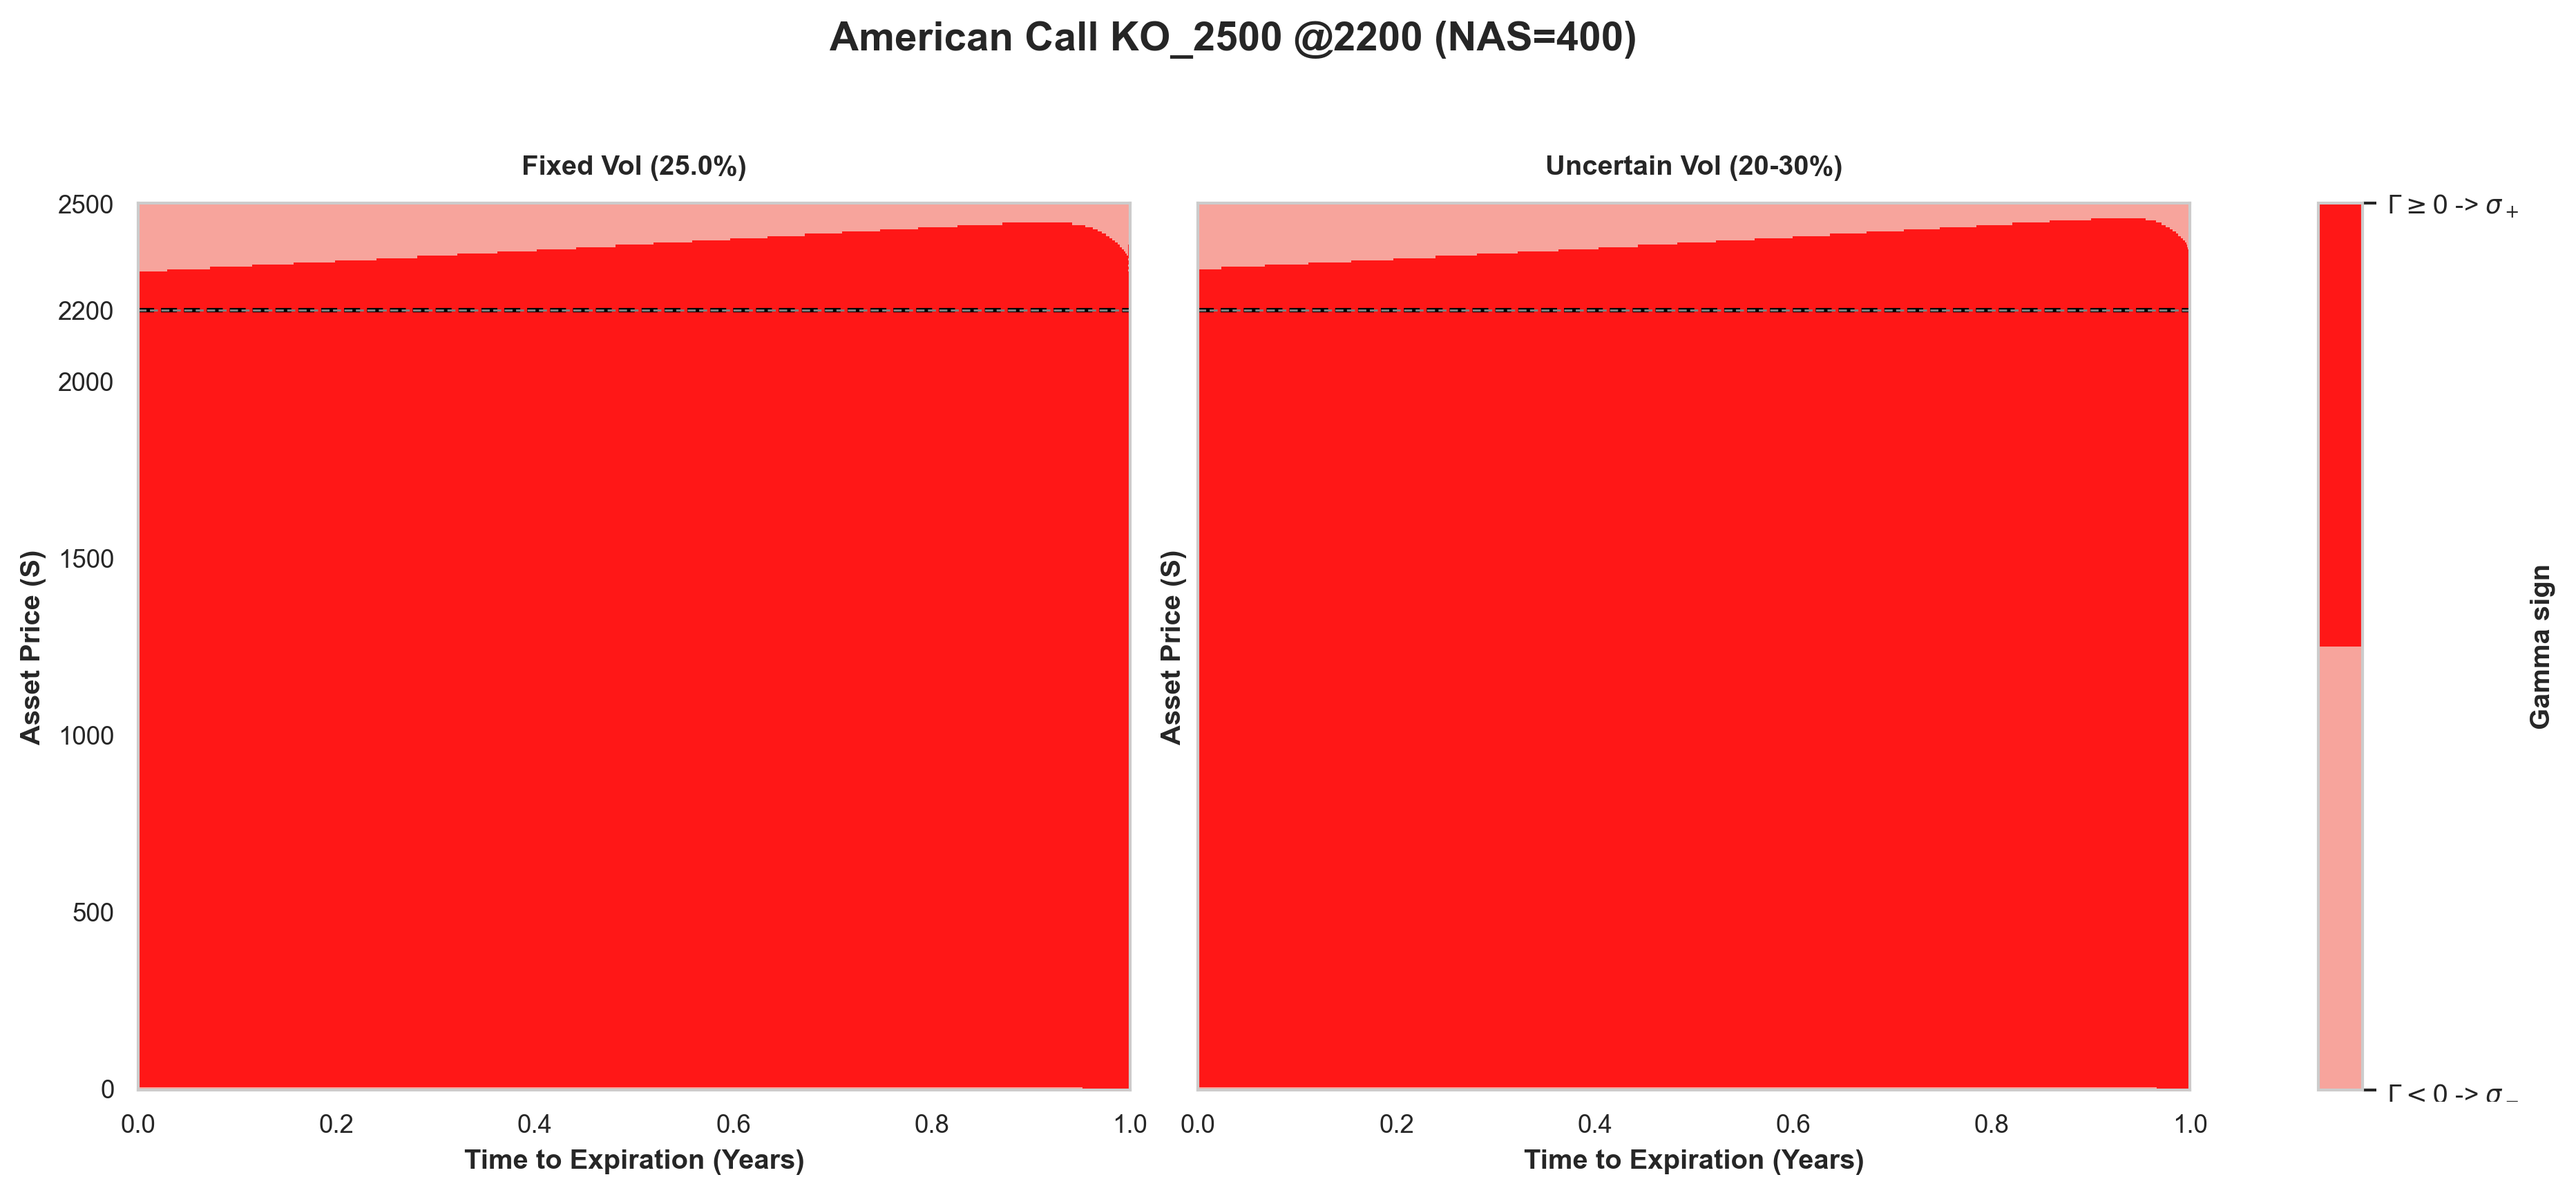 American Call KO_2500 @2200 (NAS=400)
Fixed Vol (25.0%)
2500
2200
2000
1500
1000
500
0
Asset Price (S)
0.0 0.2 0.4 0.6 0.8 1.0
Time to Expiration (Years)
Uncertain Vol (20-30%)
Asset Price (S)
0.0 0.2 0.4 0.6 0.8 1.0
Time to Expiration (Years)
Γ ≥ 0 -> σ₊
Γ < 0 -> σ₋
Gamma sign